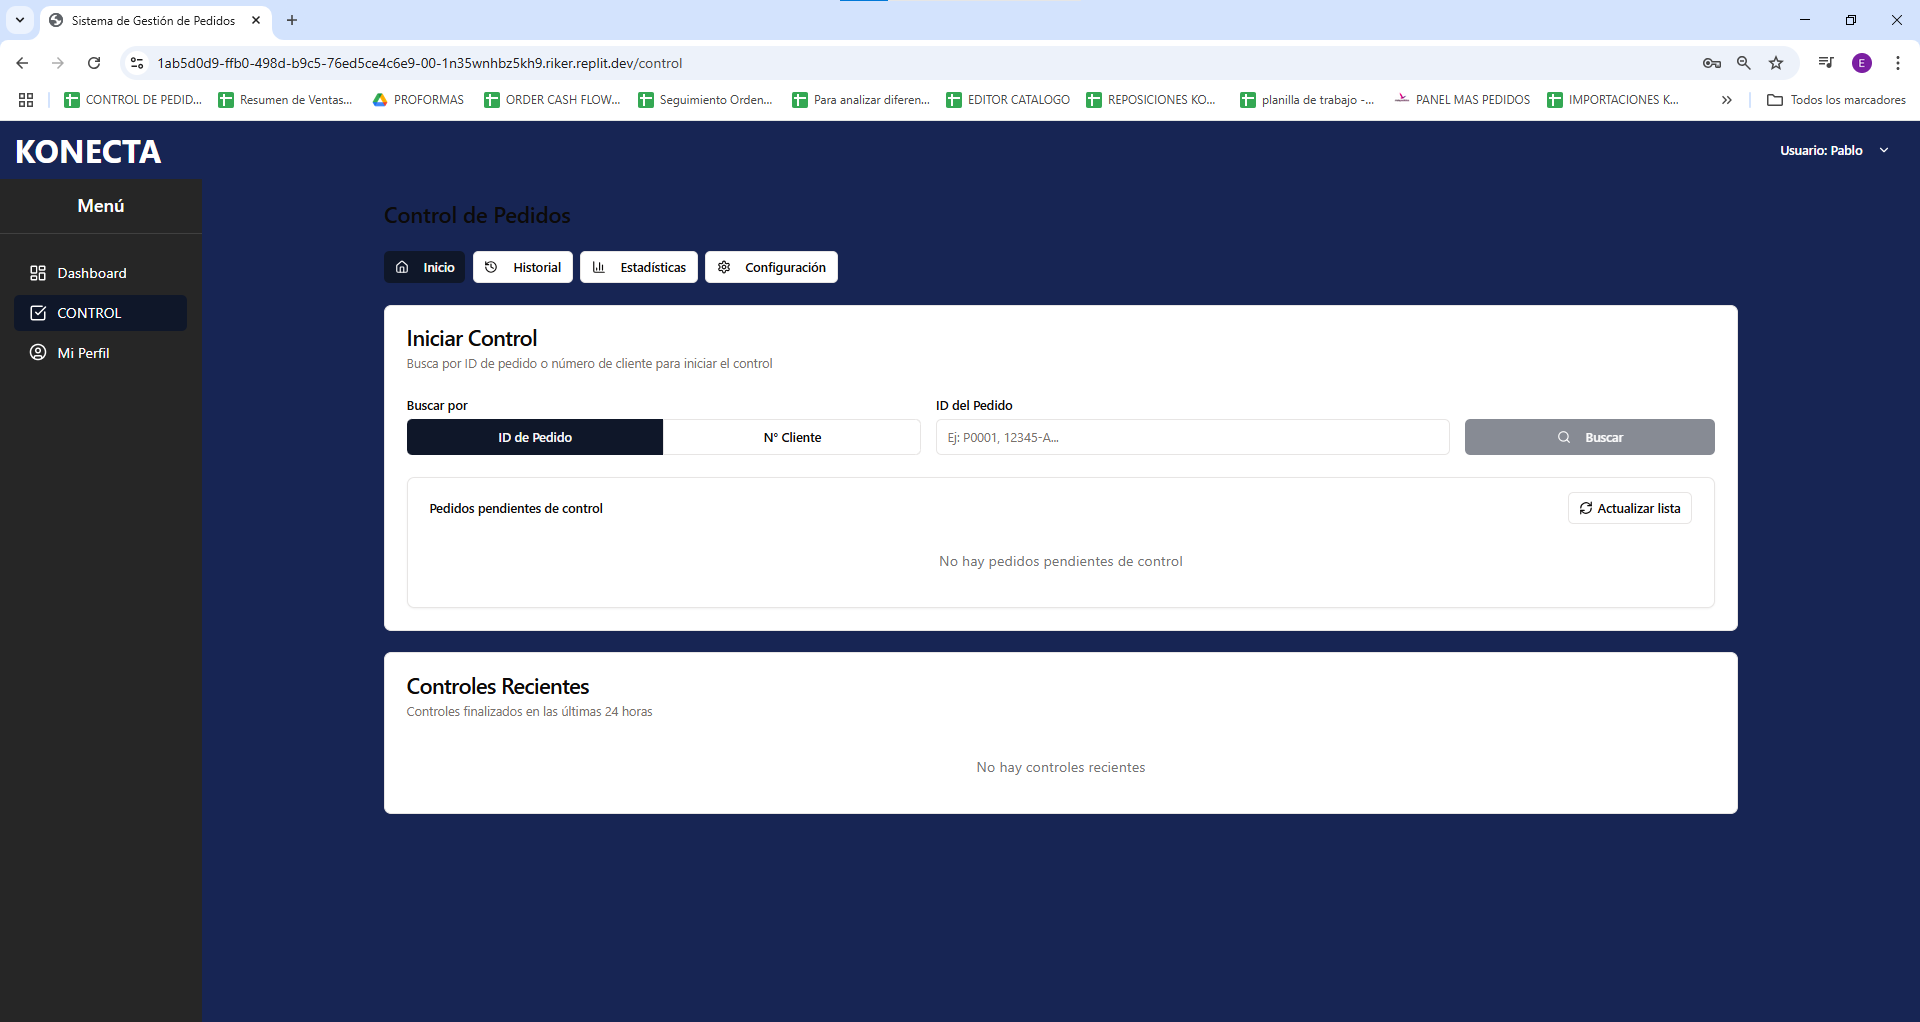 Sistema de Gestión de Pedidos
1ab5d0d9-ffb0-498d-b9c5-76ed5ce4c6e9-00-1n35wnhbz5kh9.riker.replit.dev/control
E
CONTROL DE PEDID...
Resumen de Ventas...
PROFORMAS
ORDER CASH FLOW...
Seguimiento Orden...
Para analizar diferen...
EDITOR CATALOGO
REPOSICIONES KO...
planilla de trabajo -...
PANEL MAS PEDIDOS
IMPORTACIONES K...
Todos los marcadores
KONECTA
Usuario: Pablo
Menú
Dashboard
CONTROL
Mi Perfil
Control de Pedidos
Inicio
Historial
Estadísticas
Configuración
Iniciar Control
Busca por ID de pedido o número de cliente para iniciar el control
Buscar por
ID de Pedido
N° Cliente
ID del Pedido
Ej: P0001, 12345-A...
Buscar
Pedidos pendientes de control
Actualizar lista
No hay pedidos pendientes de control
Controles Recientes
Controles finalizados en las últimas 24 horas
No hay controles recientes